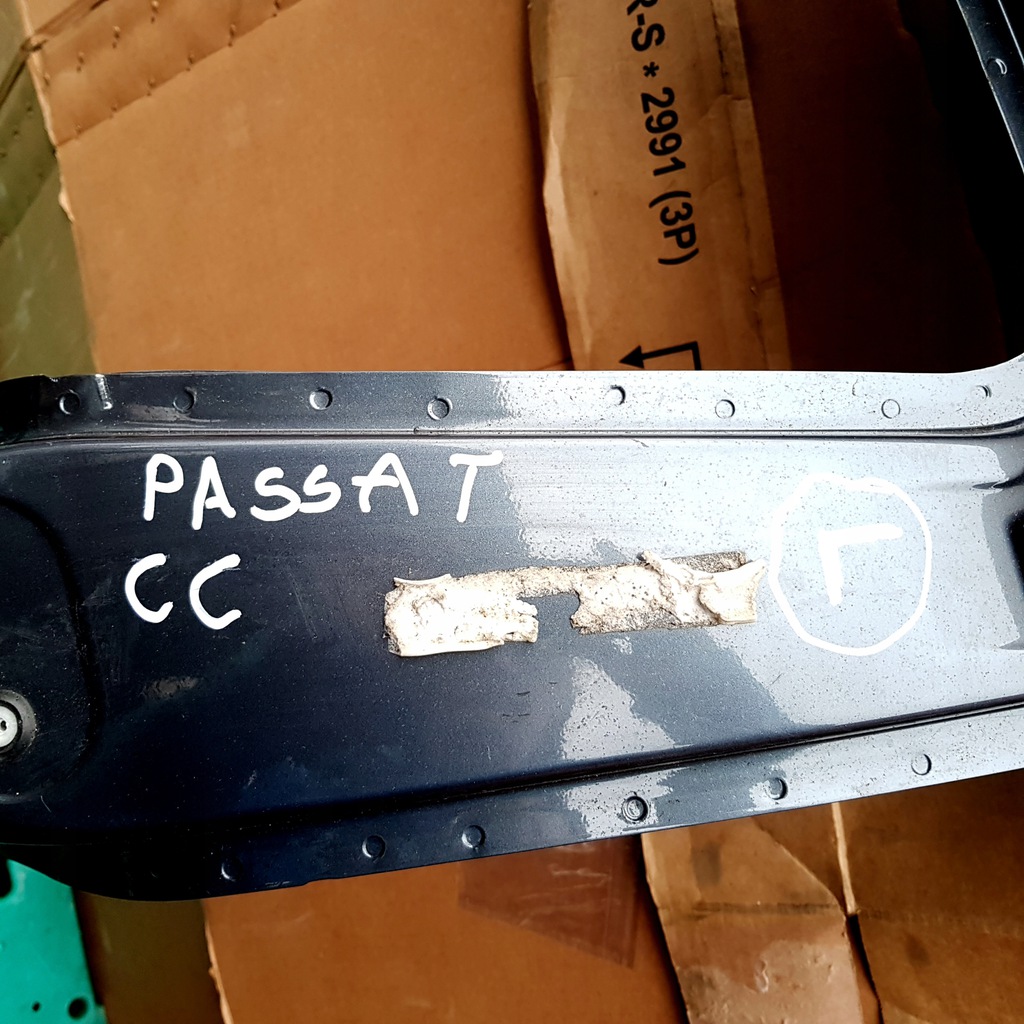 R-S * 2991 (3P)
PASSAT
CC
Г